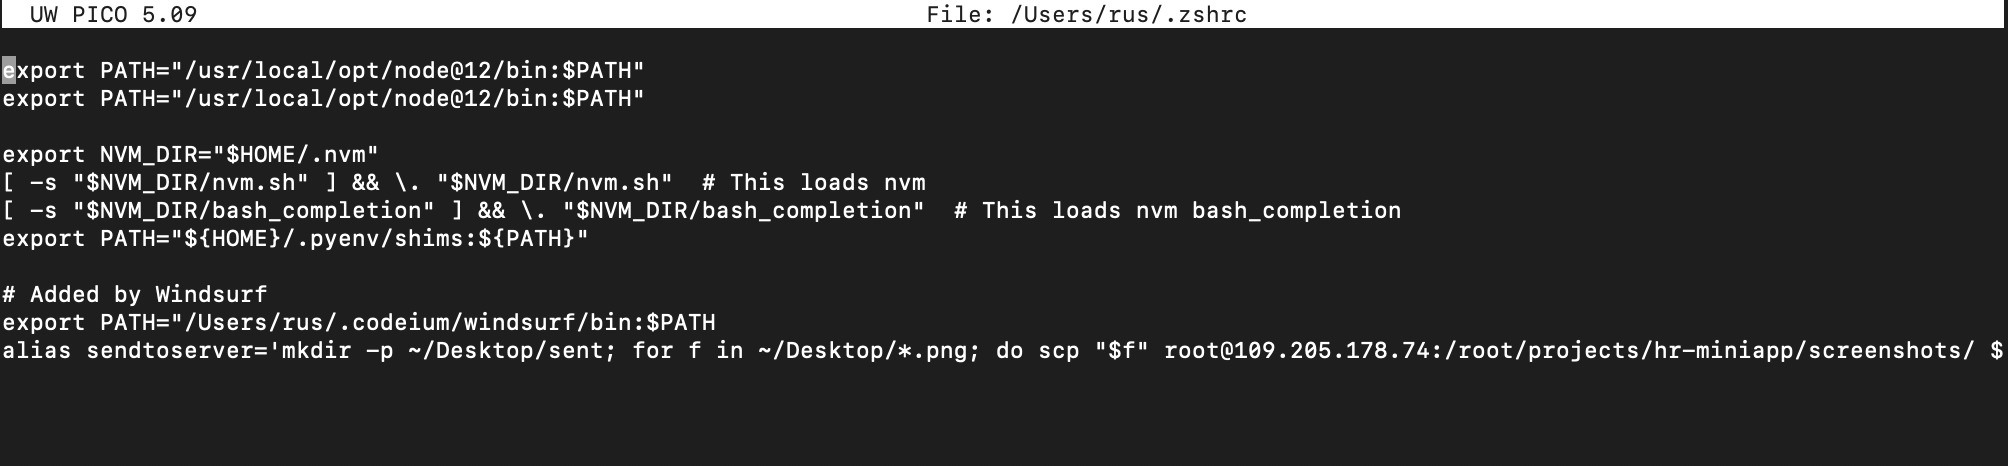 UW PICO 5.09 File: /Users/rus/.zshrc
export PATH="/usr/local/opt/node@12/bin:$PATH"
export PATH="/usr/local/opt/node@12/bin:$PATH"
export NVM_DIR="$HOME/.nvm"
[ -s "$NVM_DIR/nvm.sh" ] && \. "$NVM_DIR/nvm.sh"  # This loads nvm
[ -s "$NVM_DIR/bash_completion" ] && \. "$NVM_DIR/bash_completion"  # This loads nvm bash_completion
export PATH="${HOME}/.pyenv/shims:${PATH}"
# Added by Windsurf
export PATH="/Users/rus/.codeium/windsurf/bin:$PATH
alias sendtoserver='mkdir -p ~/Desktop/sent; for f in ~/Desktop/*.png; do scp "$f" root@109.205.178.74:/root/projects/hr-miniapp/screenshots/ $